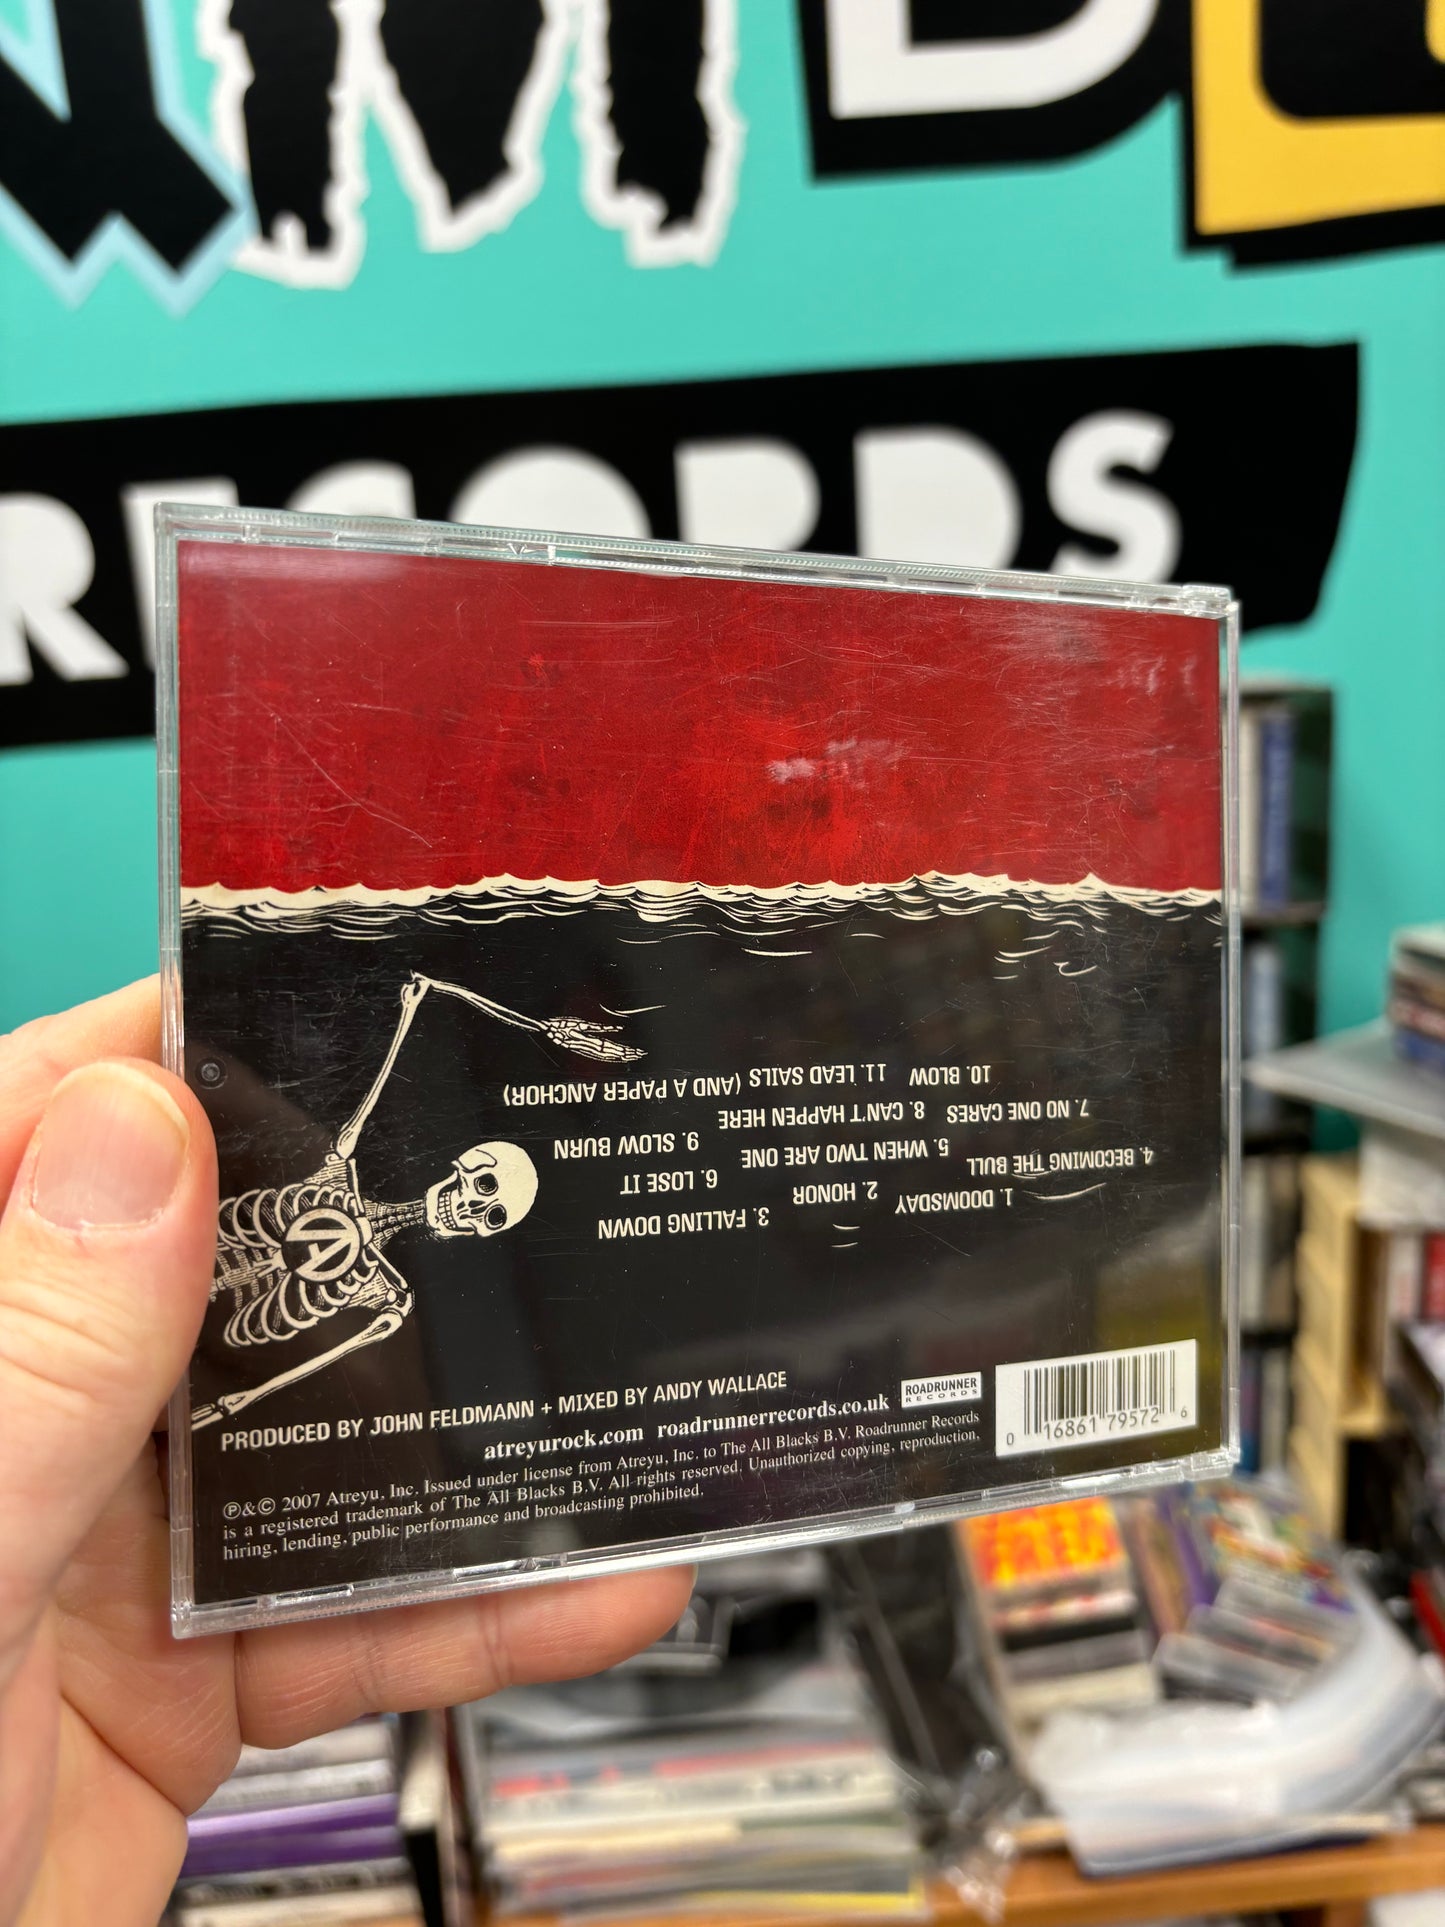 RECORDS
1. DOOMSDAY 2. HONOR 3. FALLING DOWN
4. BECOMING THE BULL 5. WHEN TWO ARE ONE 6. LOSE IT
7. NO ONE CARES 8. CAN'T HAPPEN HERE 9. SLOW BURN
10. BLOW 11. LEAD SAILS (AND A PAPER ANCHOR)
PRODUCED BY JOHN FELDMANN + MIXED BY ANDY WALLACE
atreyurock.com roadrunnerrecords.co.uk
ROADRUNNER
RECORDS
℗&© 2007 Atreyu, Inc. Issued under license from Atreyu, Inc. to The All Blacks B.V. Roadrunner Records
is a registered trademark of The All Blacks B.V. All rights reserved. Unauthorized copying, reproduction,
hiring, lending, public performance and broadcasting prohibited.
0 16861 79572 6